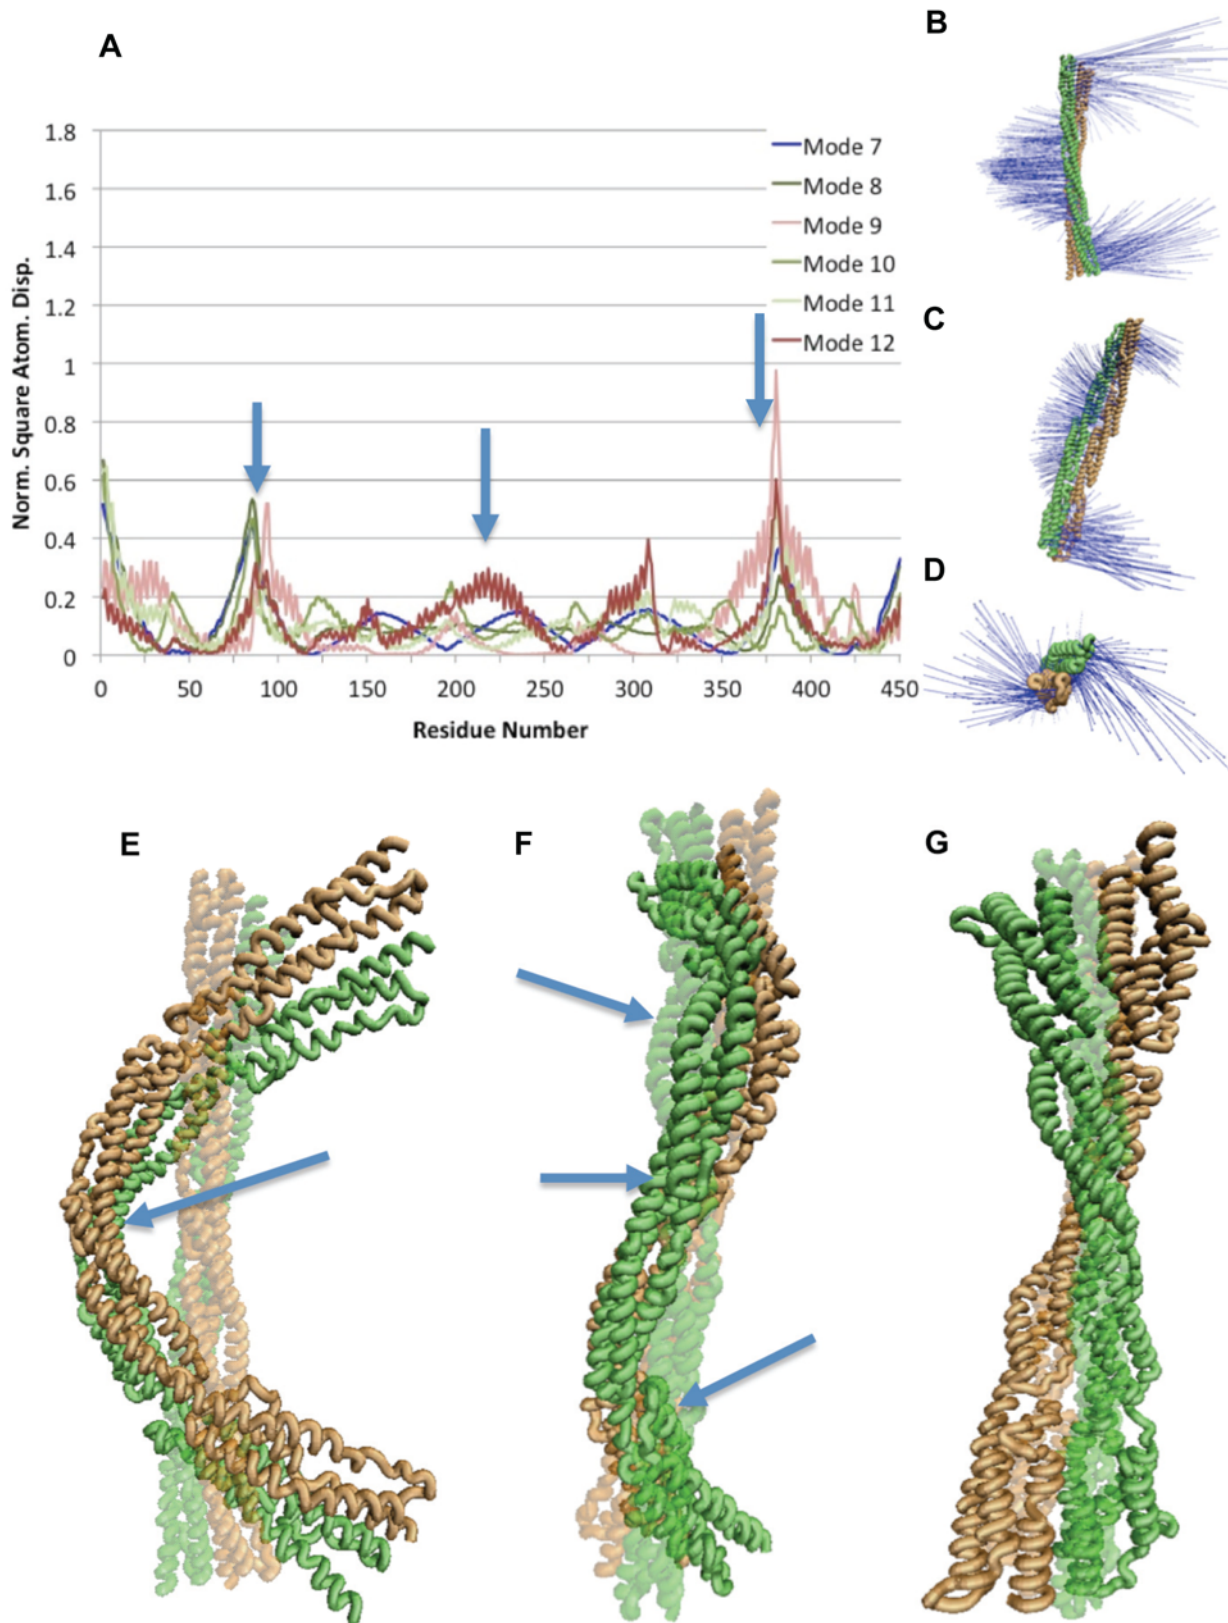 A
B
1.8
1.6
1.4
1.2
1
0.8
0.6
0.4
0.2
0
Norm. Square Atom. Disp.
Mode 7
Mode 8
Mode 9
Mode 10
Mode 11
Mode 12
0 50 100 150 200 250 300 350 400 450
Residue Number
C
D
E
F
G